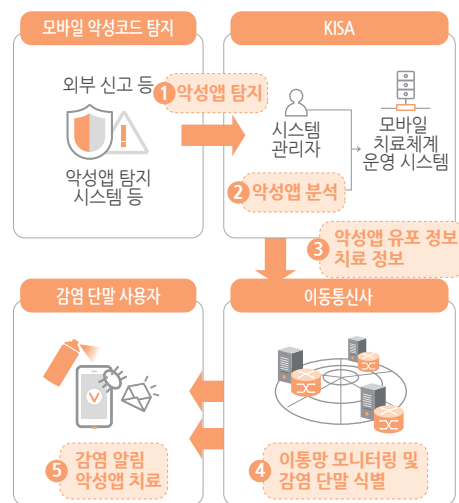 모바일 악성코드 탐지
외부 신고 등
악성앱 탐지
시스템 등
1 악성앱 탐지
KISA
시스템
관리자
모바일
치료체계
운영 시스템
2 악성앱 분석
3 악성앱 유포 정보
치료 정보
이동통신사
4 이통망 모니터링 및
감염 단말 식별
감염 단말 사용자
V
5 감염 알림
악성앱 치료